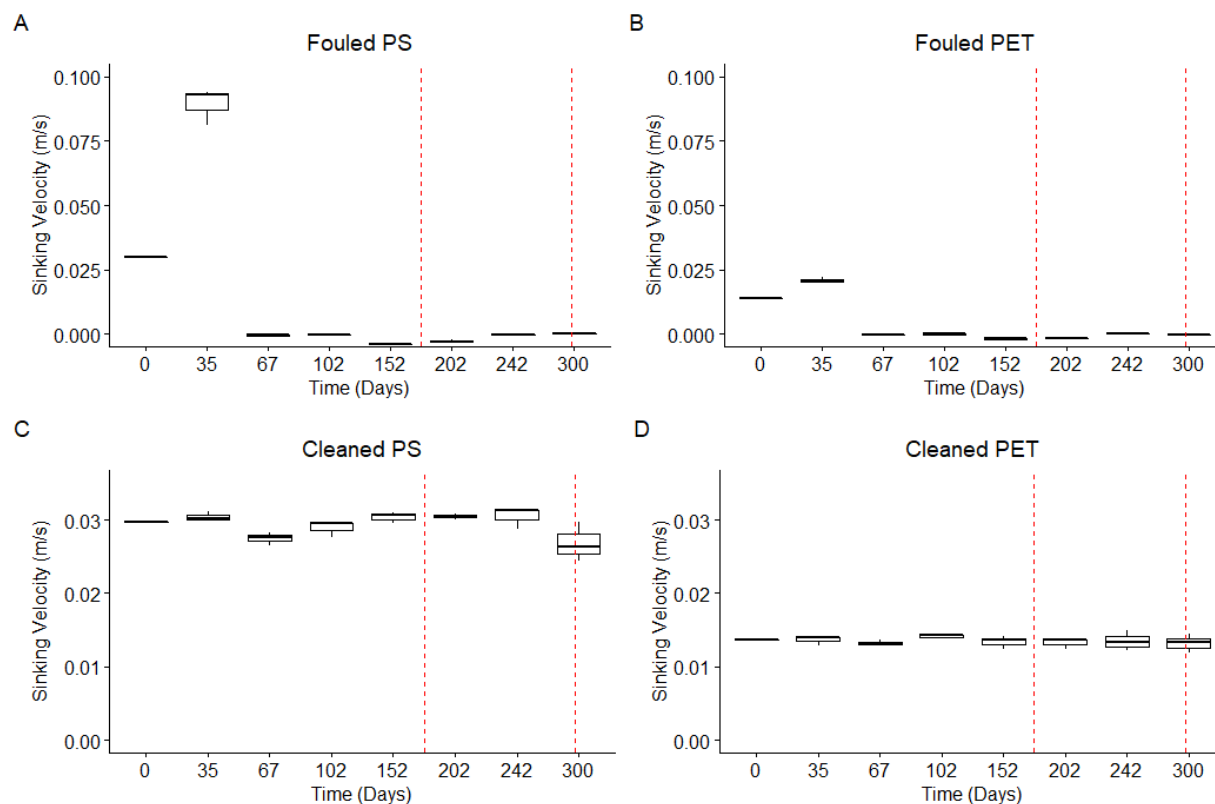 A
Fouled PS
Sinking Velocity (m/s)
0.100
0.075
0.050
0.025
0.000
0 35 67 102 152 202 242 300
Time (Days)
B
Fouled PET
Sinking Velocity (m/s)
0.100
0.075
0.050
0.025
0.000
0 35 67 102 152 202 242 300
Time (Days)
C
Cleaned PS
Sinking Velocity (m/s)
0.03
0.02
0.01
0.00
0 35 67 102 152 202 242 300
Time (Days)
D
Cleaned PET
Sinking Velocity (m/s)
0.03
0.02
0.01
0.00
0 35 67 102 152 202 242 300
Time (Days)